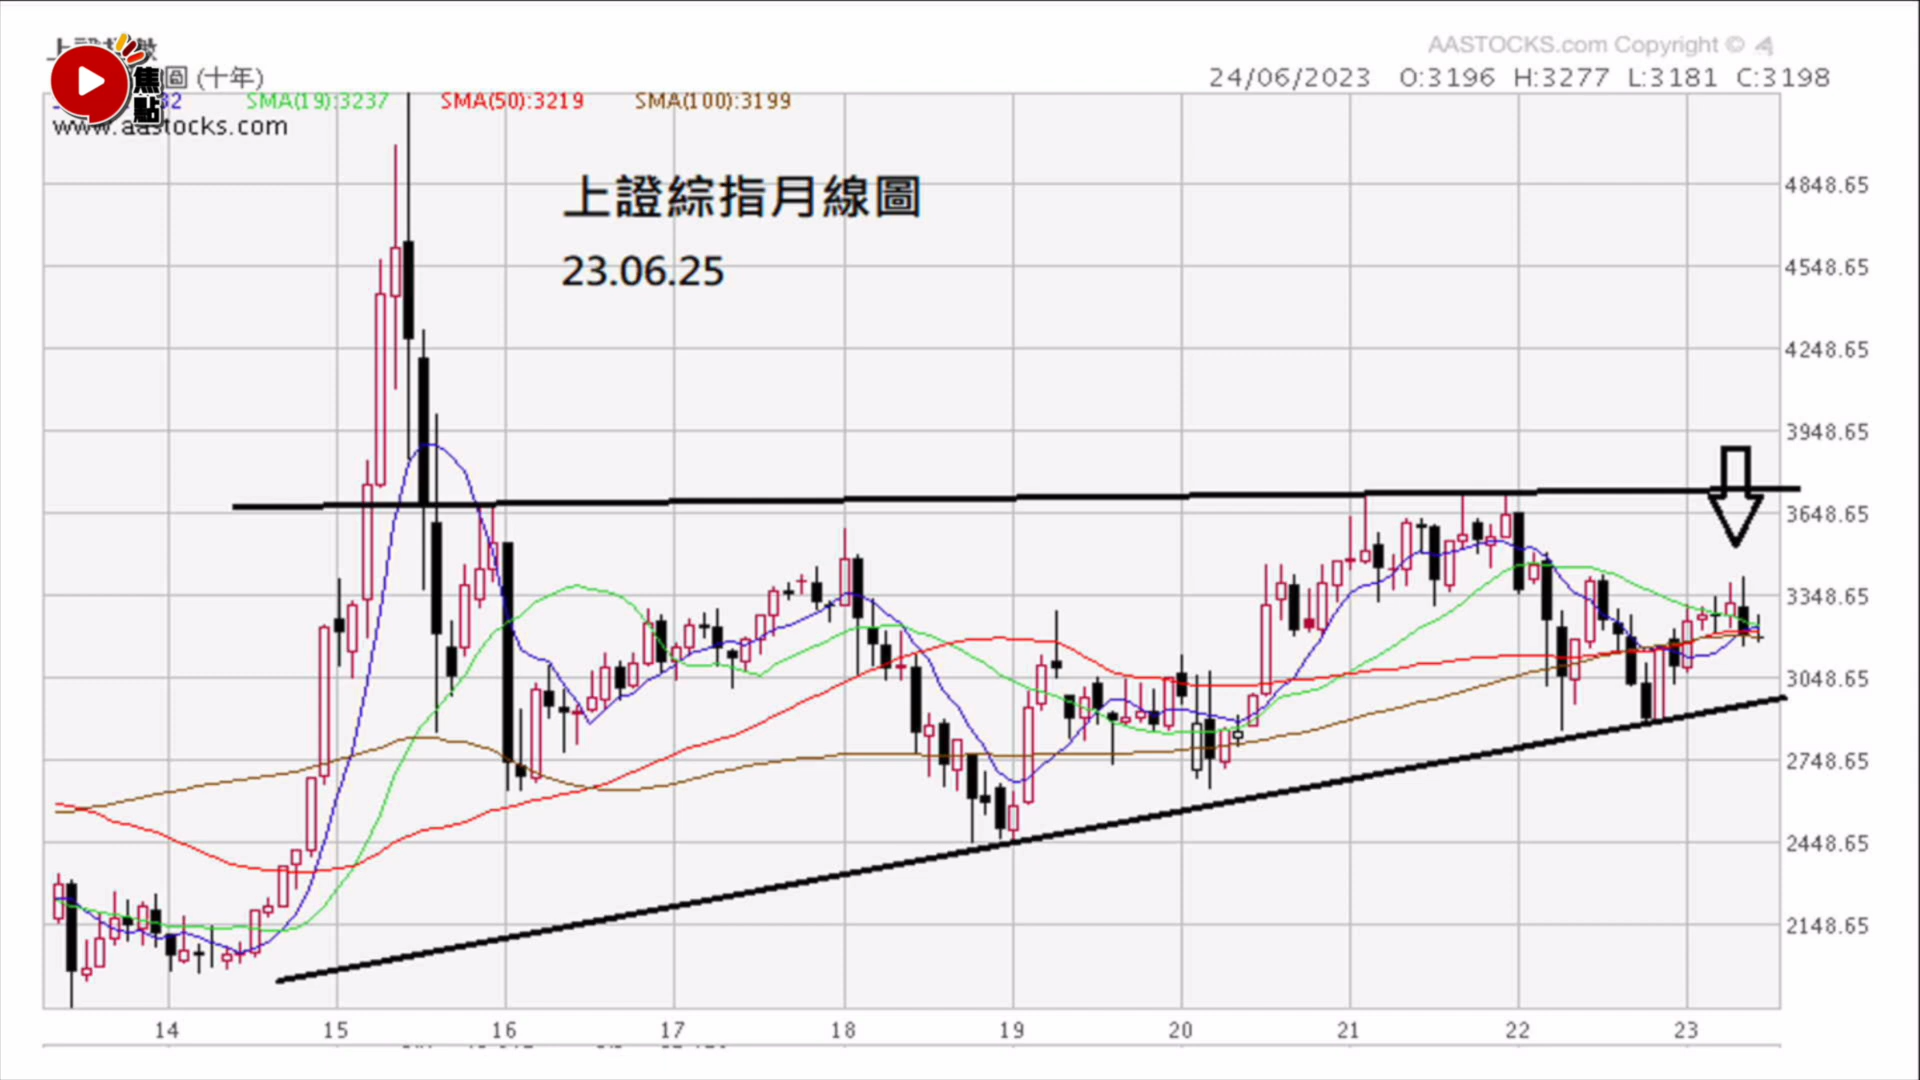 AASTOCKS.com Copyright ©
圖 (十年)
24/06/2023 O:3196 H:3277 L:3181 C:3198
SMA(19):3237 SMA(50):3219 SMA(100):3199
www.aastocks.com
焦點
上證綜指月線圖
23.06.25
4848.65
4548.65
4248.65
3948.65
3648.65
3348.65
3048.65
2748.65
2448.65
2148.65
14 15 16 17 18 19 20 21 22 23